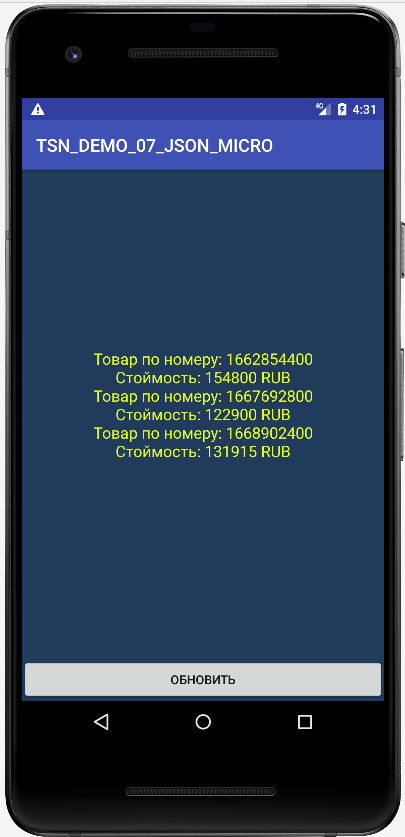 4G 4:31
TSN_DEMO_07_JSON_MICRO
Товар по номеру: 1662854400
Стоймость: 154800 RUB
Товар по номеру: 1667692800
Стоймость: 122900 RUB
Товар по номеру: 1668902400
Стоймость: 131915 RUB
ОБНОВИТЬ